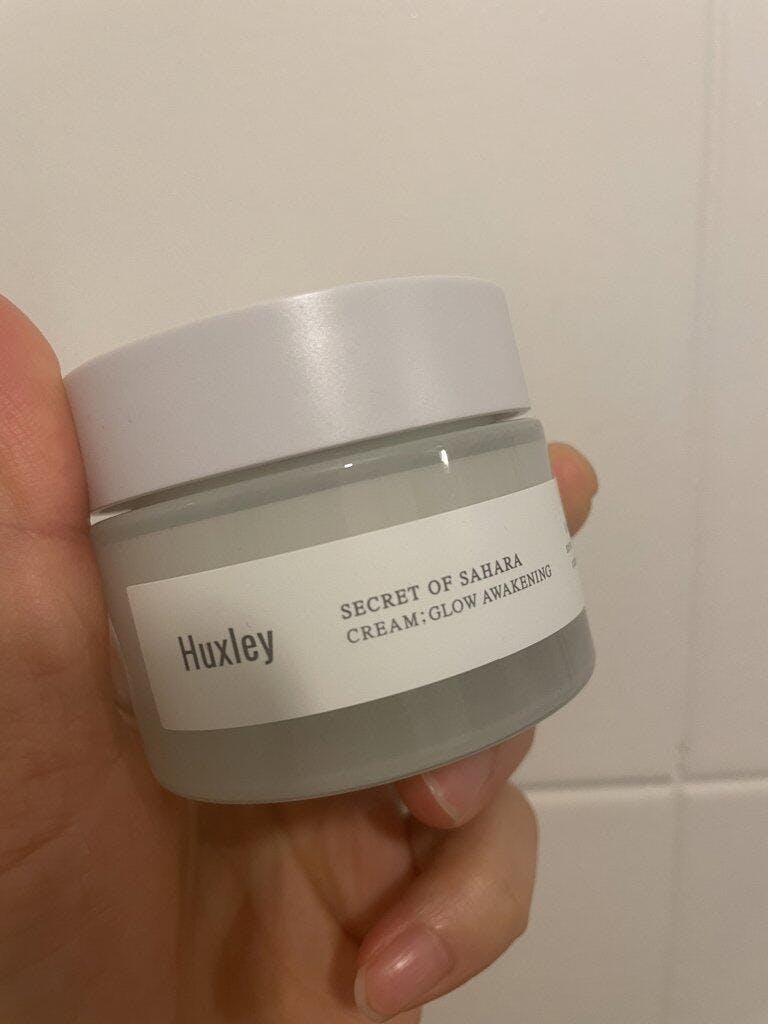 Huxley
SECRET OF SAHARA
CREAM;GLOW AWAKENING